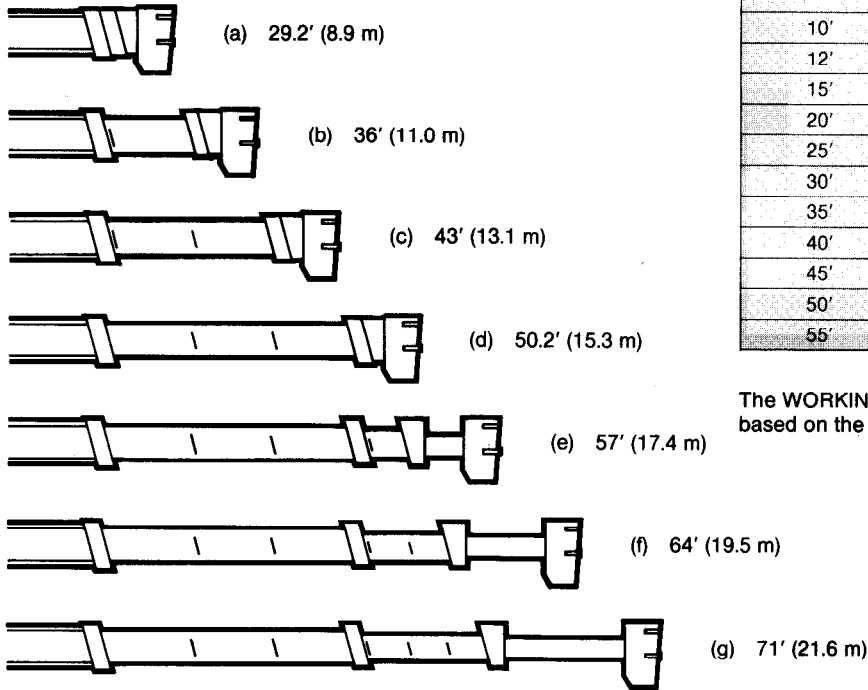 (a) 29.2' (8.9 m)
(b) 36' (11.0 m)
(c) 43' (13.1 m)
(d) 50.2' (15.3 m)
(e) 57' (17.4 m)
(f) 64' (19.5 m)
(g) 71' (21.6 m)
10'
12'
15'
20'
25'
30'
35'
40'
45'
50'
55'
The WORKIN
based on the